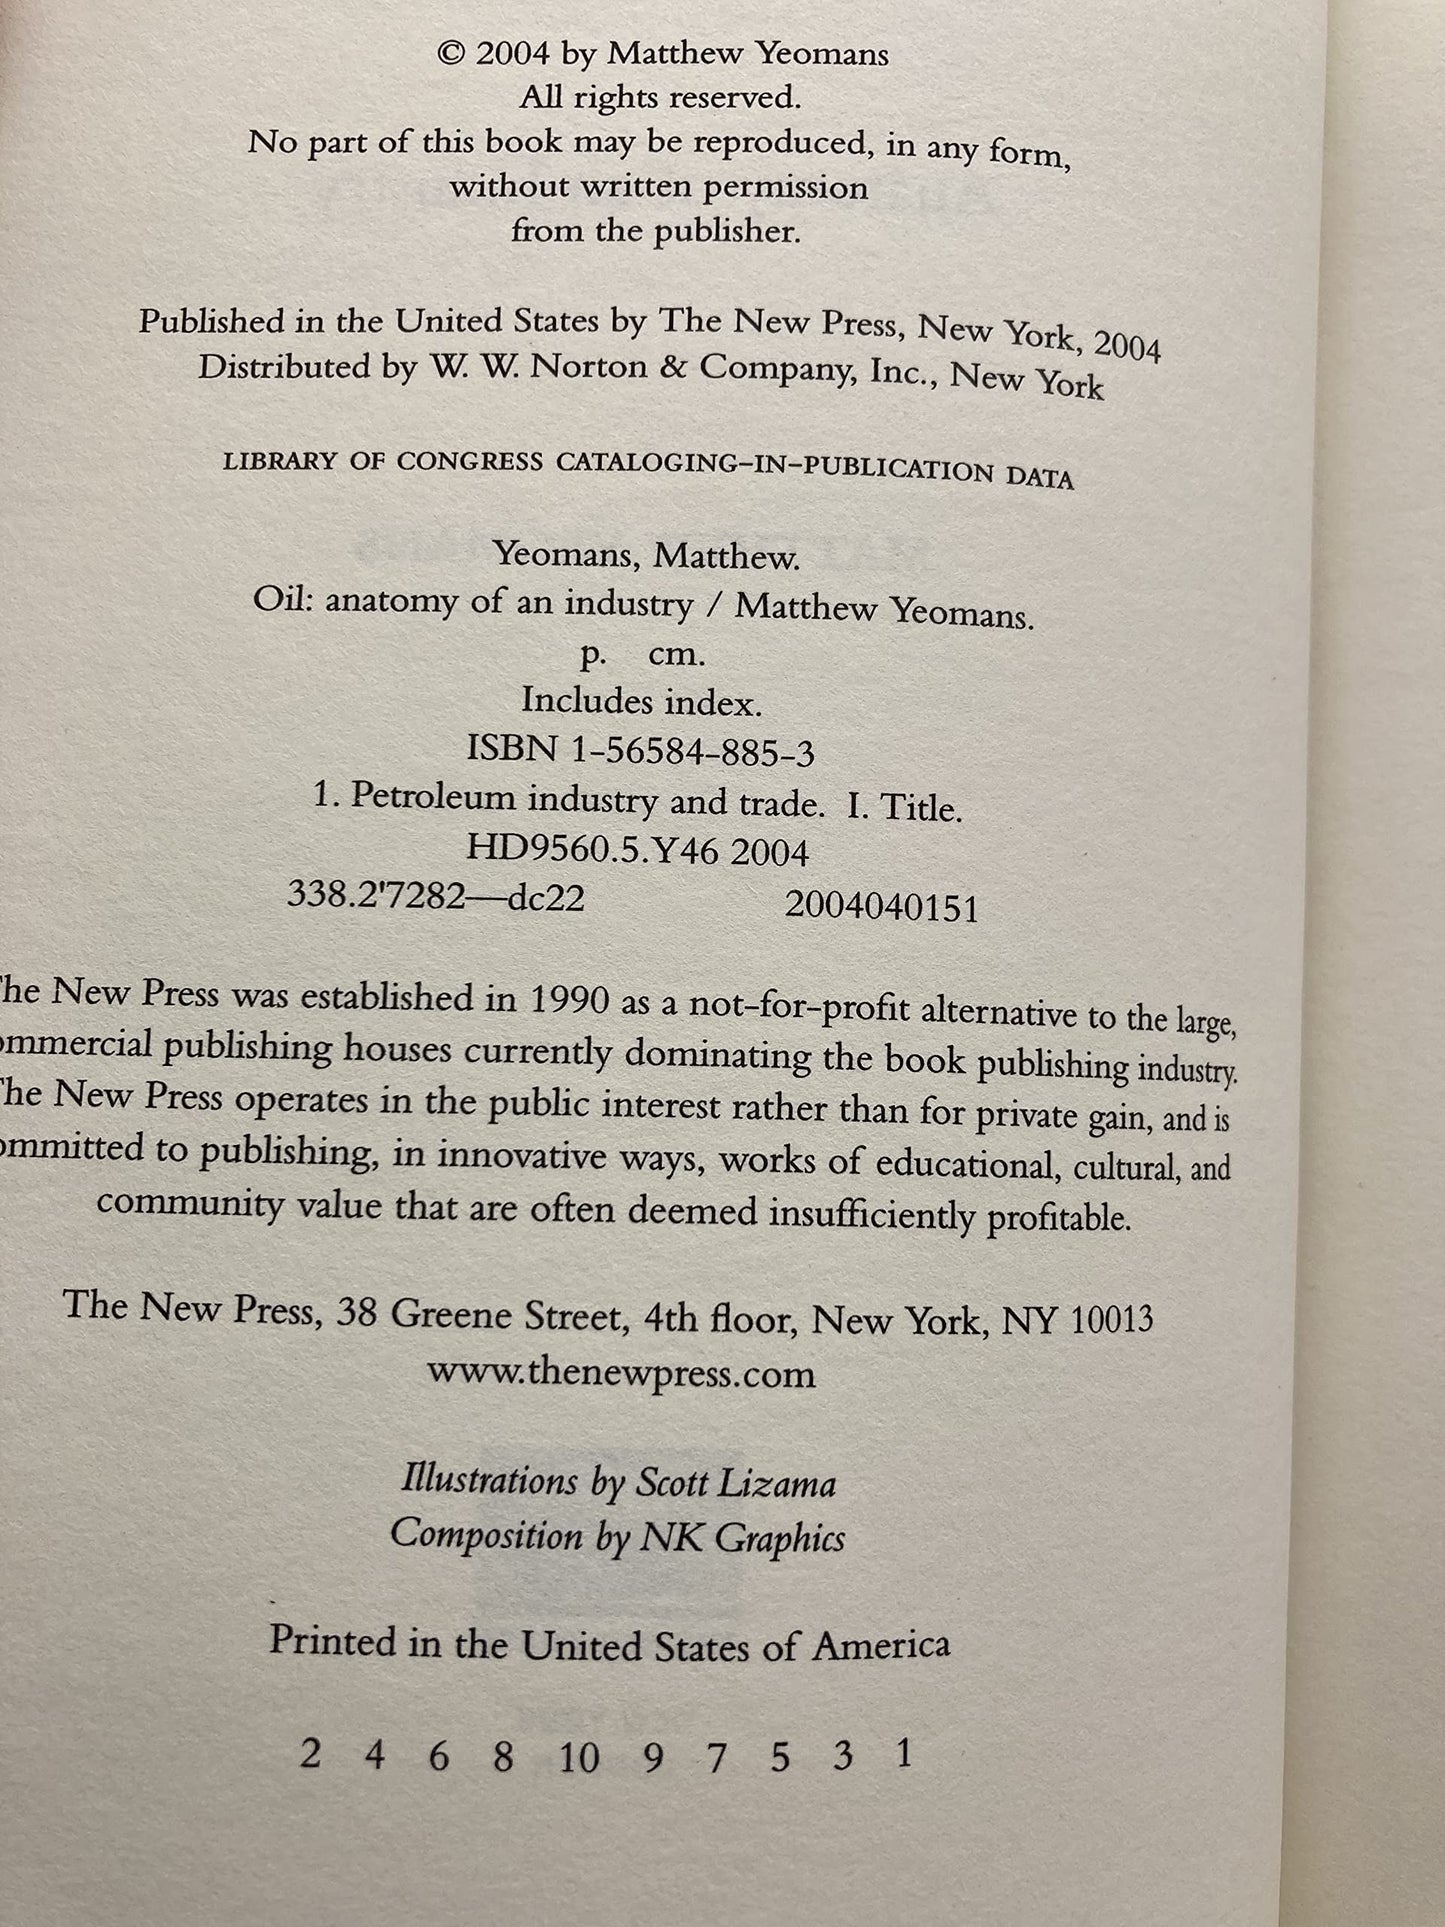 © 2004 by Matthew Yeomans
All rights reserved.
No part of this book may be reproduced, in any form,
without written permission
from the publisher.
Published in the United States by The New Press, New York, 2004
Distributed by W. W. Norton & Company, Inc., New York
LIBRARY OF CONGRESS CATALOGING-IN-PUBLICATION DATA
Yeomans, Matthew.
Oil: anatomy of an industry / Matthew Yeomans.
p. cm.
Includes index.
ISBN 1-56584-885-3
1. Petroleum industry and trade. I. Title.
HD9560.5.Y46 2004
338.2'7282—dc22 2004040151
The New Press was established in 1990 as a not-for-profit alternative to the large,
ommercial publishing houses currently dominating the book publishing industry.
The New Press operates in the public interest rather than for private gain, and is
ommitted to publishing, in innovative ways, works of educational, cultural, and
community value that are often deemed insufficiently profitable.
The New Press, 38 Greene Street, 4th floor, New York, NY 10013
www.thenewpress.com
Illustrations by Scott Lizama
Composition by NK Graphics
Printed in the United States of America
2 4 6 8 10 9 7 5 3 1